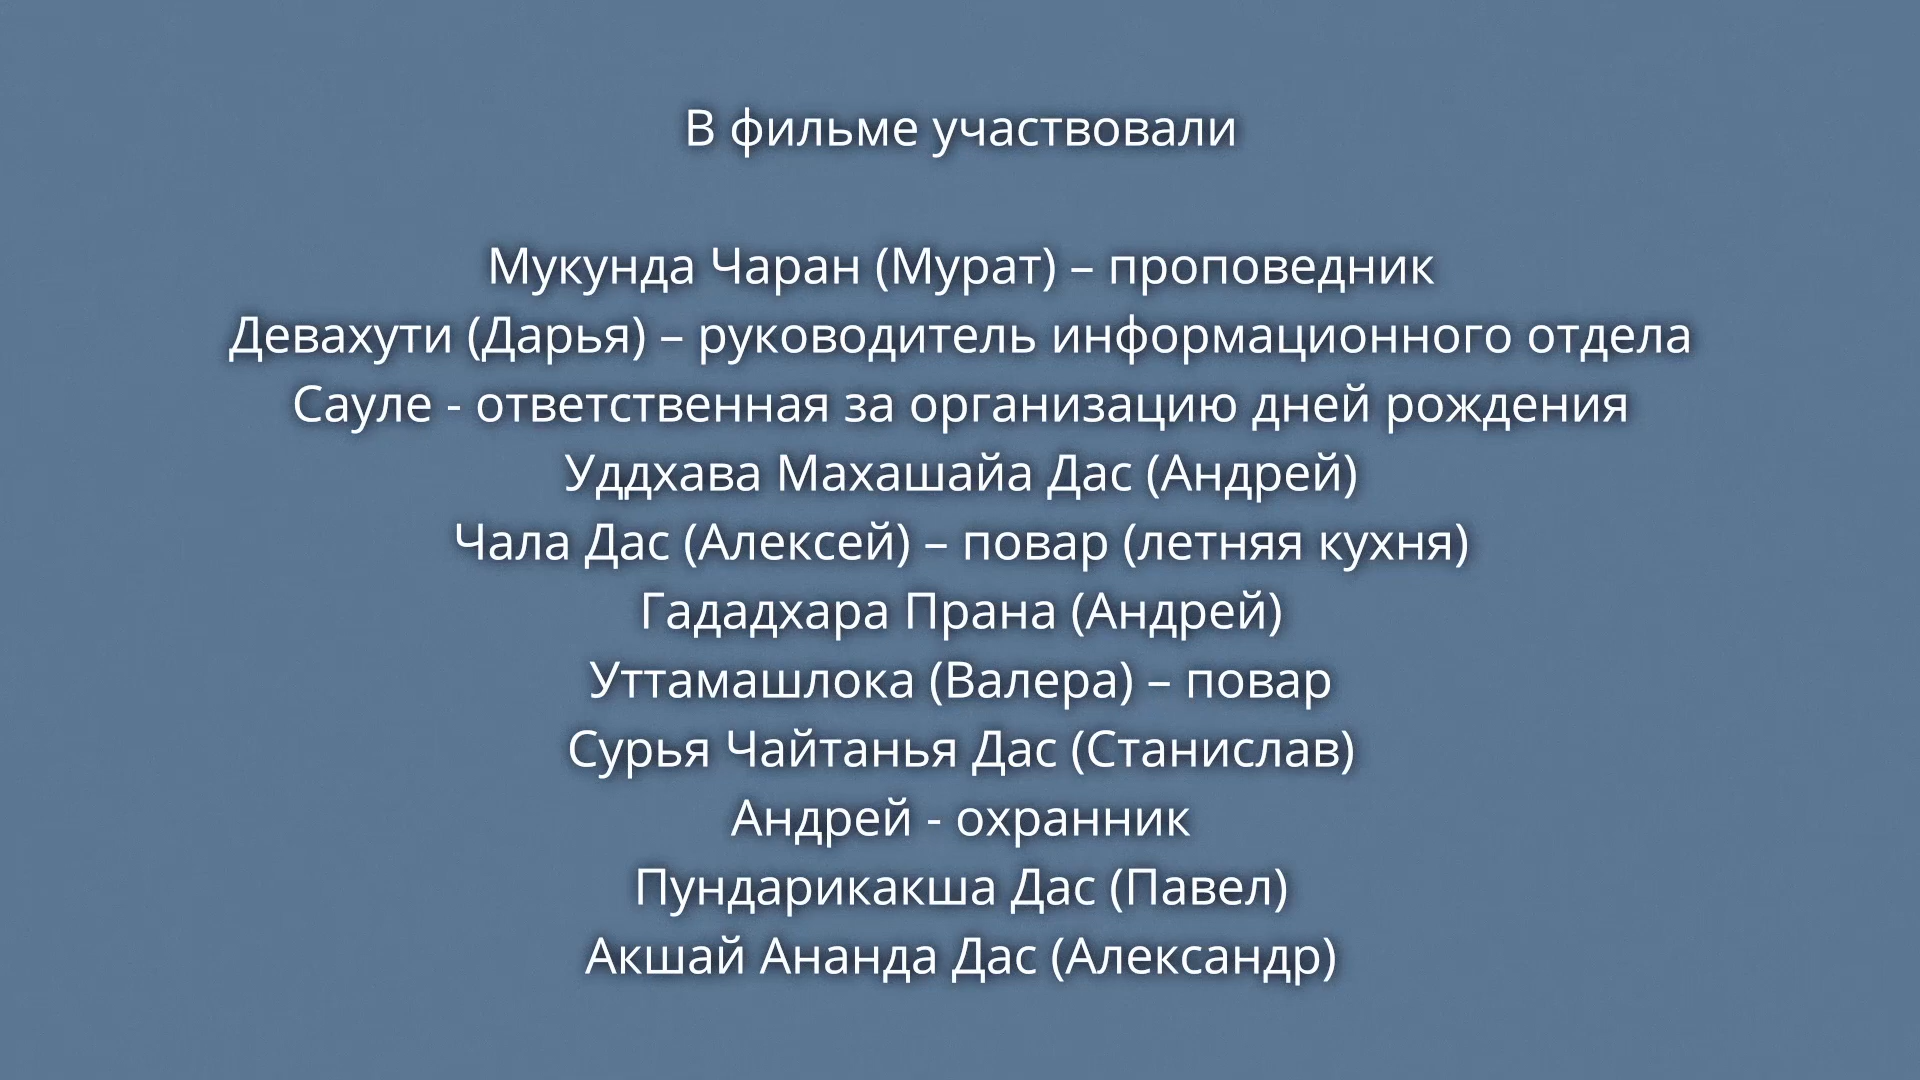 В фильме участвовали
Мукунда Чаран (Мурат) – проповедник
Девахути (Дарья) – руководитель информационного отдела
Сауле - ответственная за организацию дней рождения
Уддхава Махашайа Дас (Андрей)
Чала Дас (Алексей) – повар (летняя кухня)
Гададхара Прана (Андрей)
Уттамашлока (Валера) – повар
Сурья Чайтанья Дас (Станислав)
Андрей - охранник
Пундарикакша Дас (Павел)
Акшай Ананда Дас (Александр)